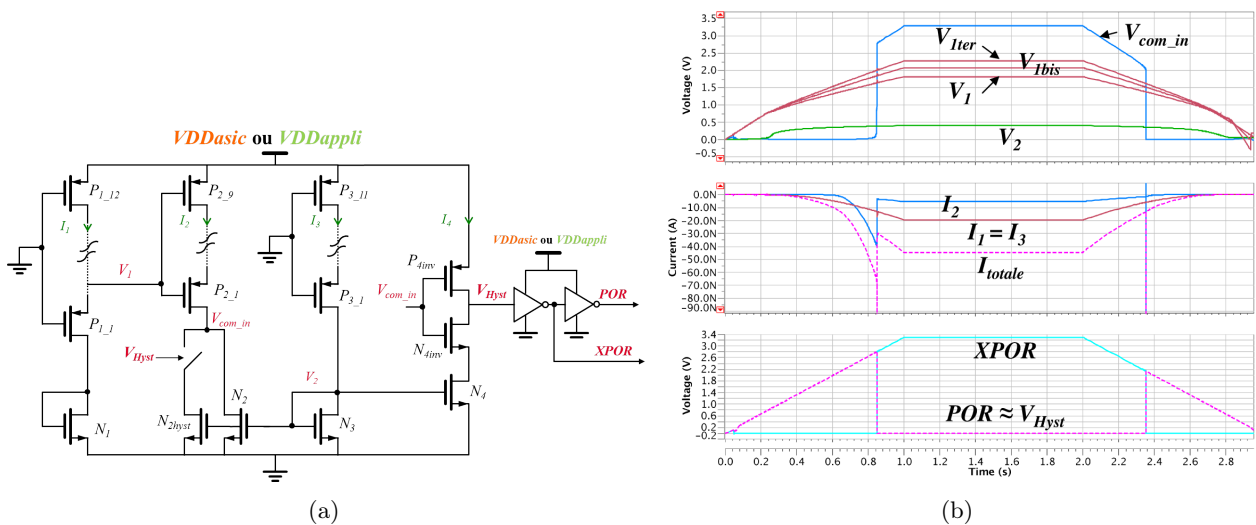 VDDasic ou VDDappli
P1_12
P2_9
P3_11
I1
I2
I3
I4
VDDasic ou VDDappli
V1
P4inv
P2_1
P3_1
Vcom_in
VHyst
POR
P1_1
Vcom_in
N4inv
XPOR
VHyst
V2
N2
N4
N1
N2hyst
N3
(a)
3.5
3.0
2.5
2.0
1.5
1.0
0.5
0.0
−0.5
Voltage (V)
V1ter
Vcom_in
V1bis
V1
V2
0.0N
−10.0N
−20.0N
−30.0N
−40.0N
−50.0N
−60.0N
−70.0N
−80.0N
−90.0N
Current (A)
I2
I1 = I3
Itotale
3.4
3.0
2.6
2.2
1.8
1.4
1.0
0.6
0.2
−0.2
Voltage (V)
XPOR
POR ≈ VHyst
0.0 0.2 0.4 0.6 0.8 1.0 1.2 1.4 1.6 1.8 2.0 2.2 2.4 2.6 2.8
Time (s)
(b)